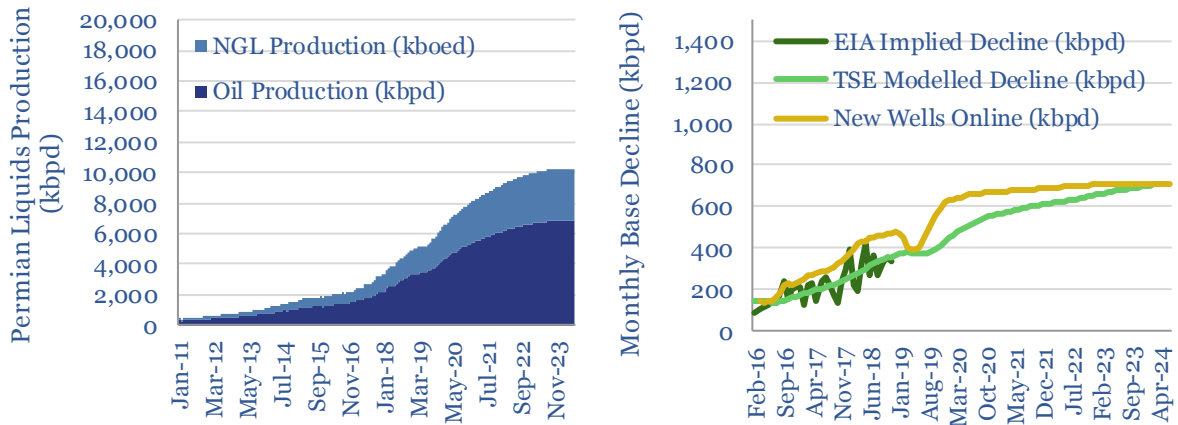 Permian Liquids Production
(kbpd)
20,000
18,000
16,000
14,000
12,000
10,000
8,000
6,000
4,000
2,000
0
NGL Production (kboed)
Oil Production (kbpd)
Jan-11
Mar-12
May-13
Jul-14
Sep-15
Nov-16
Jan-18
Mar-19
May-20
Jul-21
Sep-22
Nov-23
Monthly Base Decline (kbpd)
1,400
1,200
1,000
800
600
400
200
0
EIA Implied Decline (kbpd)
TSE Modelled Decline (kbpd)
New Wells Online (kbpd)
Feb-16
Sep-16
Apr-17
Nov-17
Jun-18
Jan-19
Aug-19
Mar-20
Oct-20
May-21
Dec-21
Jul-22
Feb-23
Sep-23
Apr-24